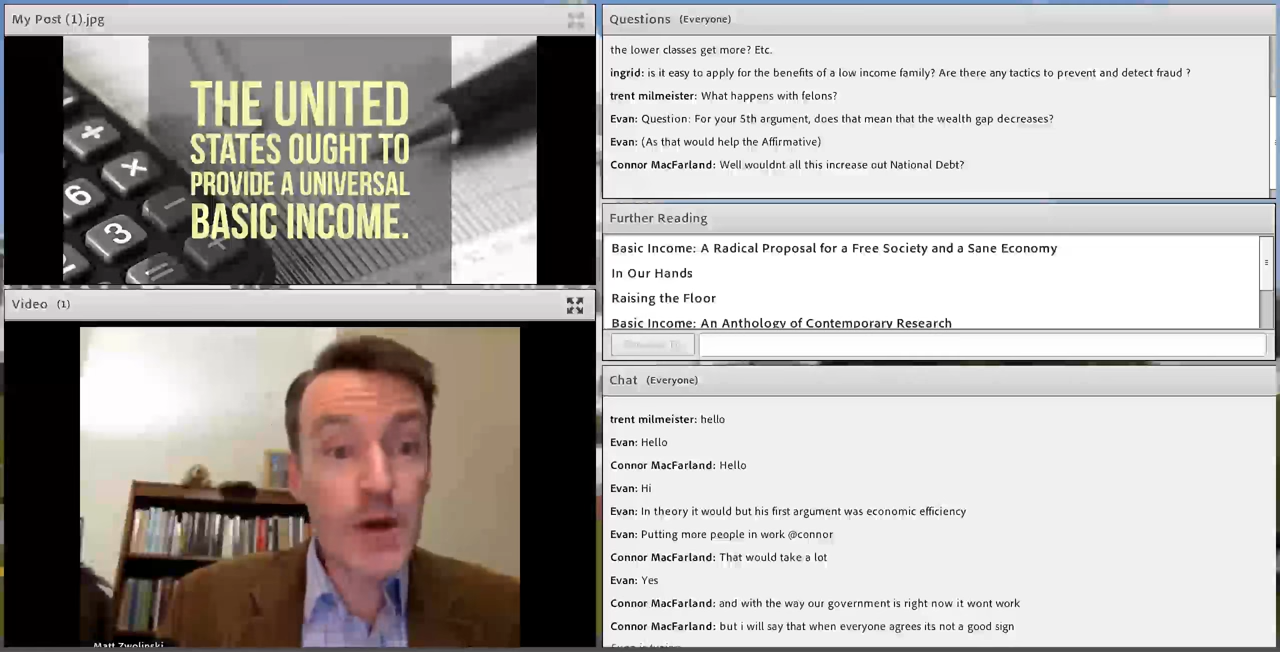 My Post (1).jpg
THE UNITED
STATES OUGHT TO
PROVIDE A UNIVERSAL
BASIC INCOME.
Video (1)
Matt Zwolinski
Questions (Everyone)
the lower classes get more? Etc.
ingrid: is it easy to apply for the benefits of a low income family? Are there any tactics to prevent and detect fraud ?
trent milmeister: What happens with felons?
Evan: Question: For your 5th argument, does that mean that the wealth gap decreases?
Evan: (As that would help the Affirmative)
Connor MacFarland: Well wouldnt all this increase out National Debt?
Further Reading
Basic Income: A Radical Proposal for a Free Society and a Sane Economy
In Our Hands
Raising the Floor
Basic Income: An Anthology of Contemporary Research
Chat (Everyone)
trent milmeister: hello
Evan: Hello
Connor MacFarland: Hello
Evan: Hi
Evan: In theory it would but his first argument was economic efficiency
Evan: Putting more people in work @connor
Connor MacFarland: That would take a lot
Evan: Yes
Connor MacFarland: and with the way our government is right now it wont work
Connor MacFarland: but i will say that when everyone agrees its not a good sign